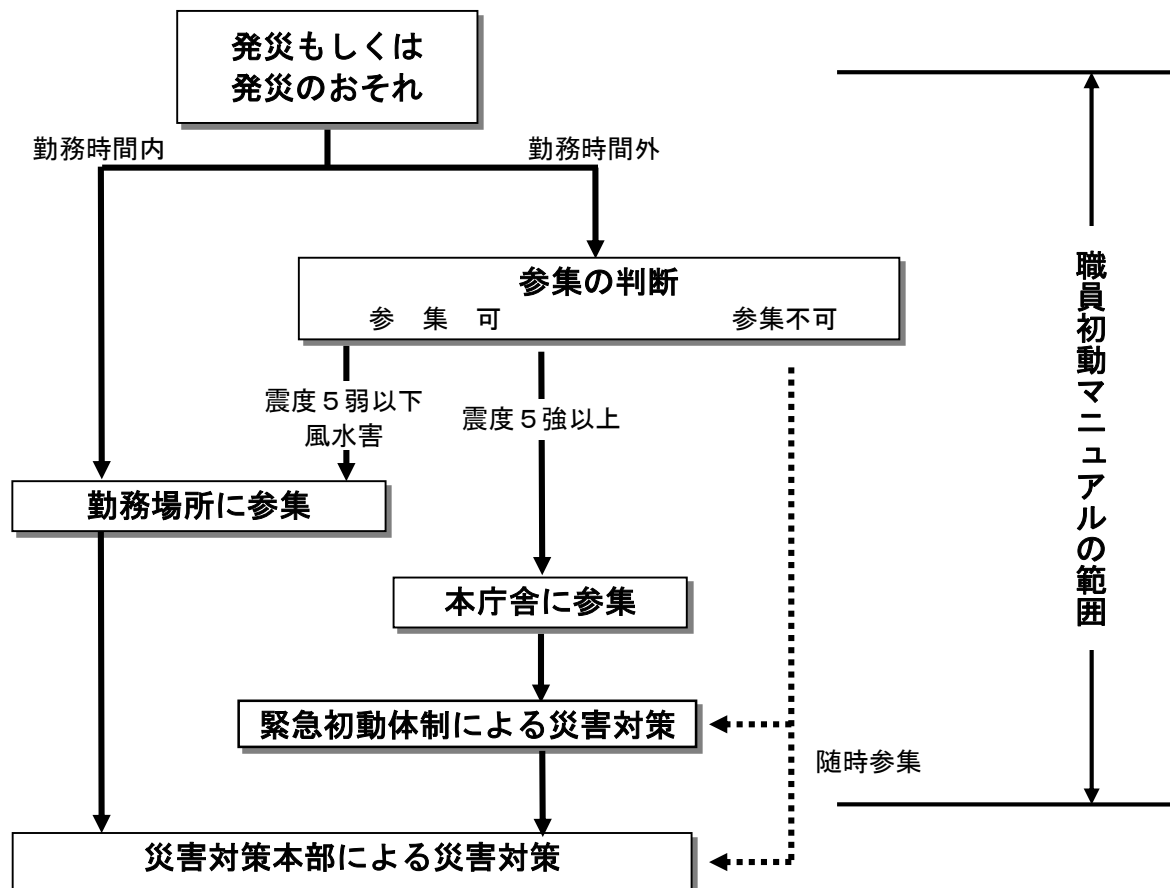 発災もしくは
発災のおそれ
勤務時間内
勤務時間外
参集の判断
参 集 可
参集不可
震度５弱以下
風水害
震度５強以上
勤務場所に参集
本庁舎に参集
緊急初動体制による災害対策
随時参集
災害対策本部による災害対策
職員初動マニュアルの範囲